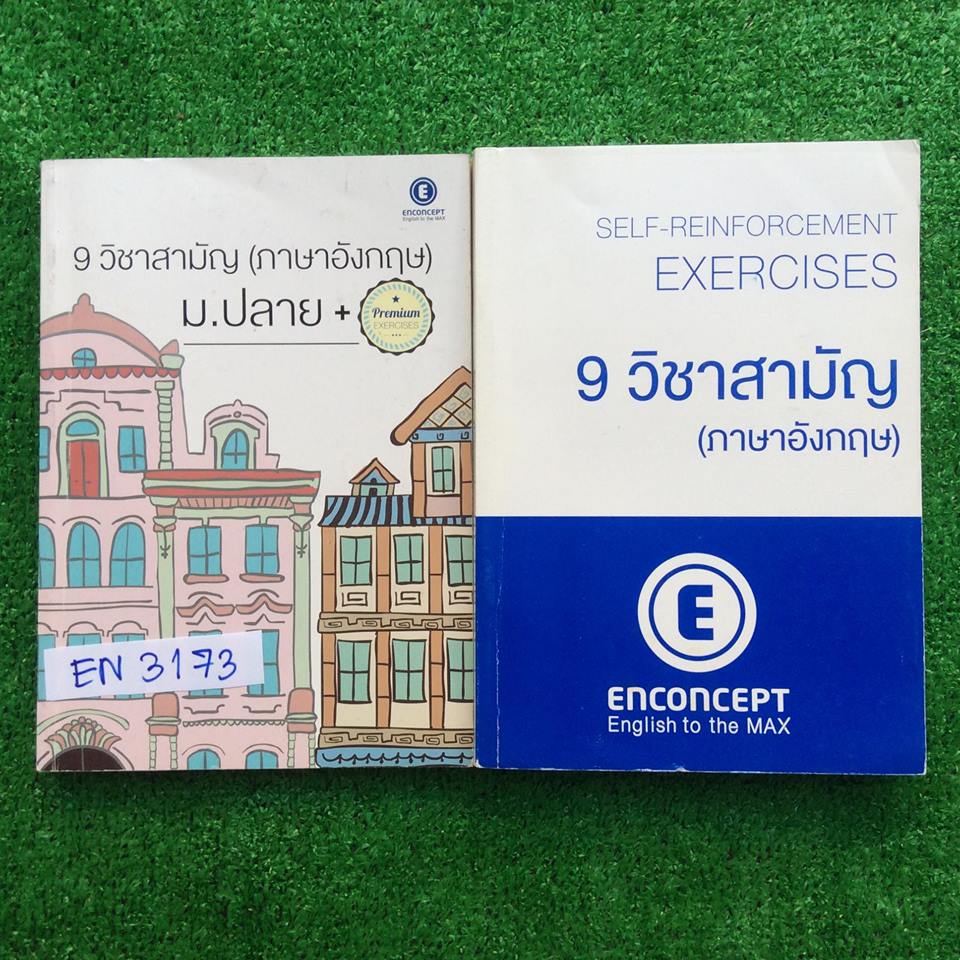 ENCONCEPT
English to the MAX
9 วิชาสามัญ (ภาษาอังกฤษ)
ม.ปลาย +
Premium
EXERCISES
EN 3173
SELF-REINFORCEMENT
EXERCISES
9 วิชาสามัญ
(ภาษาอังกฤษ)
E
ENCONCEPT
English to the MAX